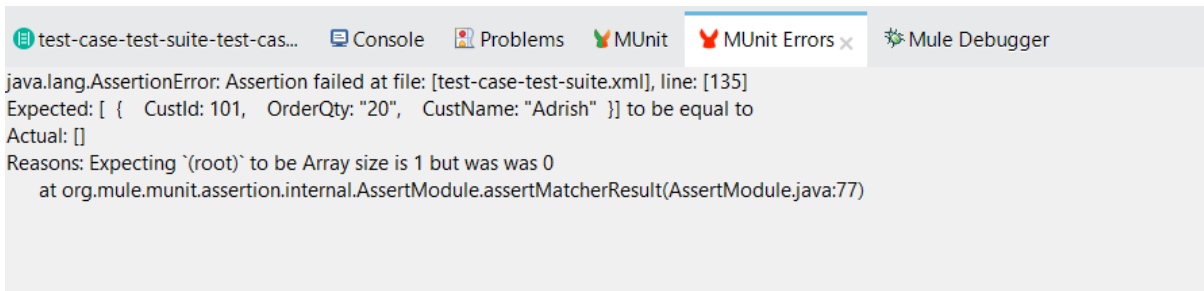 test-case-test-suite-test-cas... Console Problems MUnit MUnit Errors Mule Debugger
java.lang.AssertionError: Assertion failed at file: [test-case-test-suite.xml], line: [135]
Expected: [ { CustId: 101, OrderQty: "20", CustName: "Adrish" }] to be equal to
Actual: []
Reasons: Expecting `(root)` to be Array size is 1 but was was 0
at org.mule.munit.assertion.internal.AssertModule.assertMatcherResult(AssertModule.java:77)